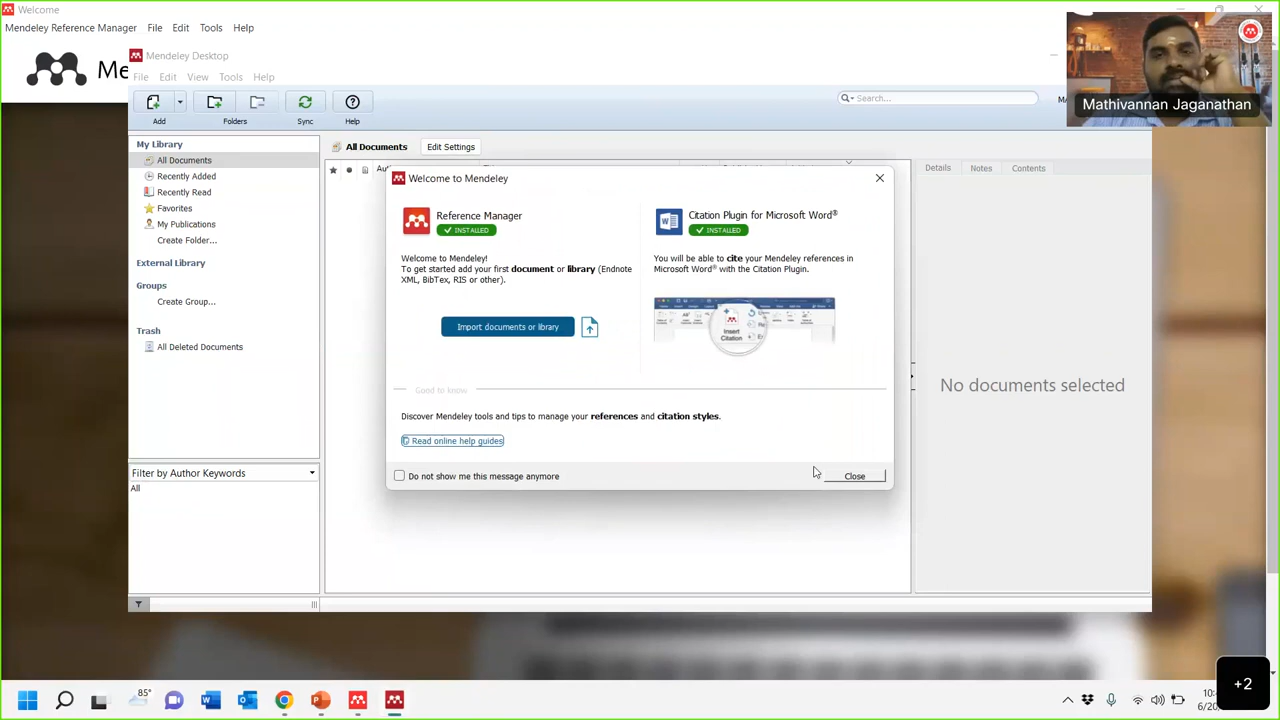 Welcome
Mendeley Reference Manager File Edit Tools Help
Me
Mendeley Desktop
File Edit View Tools Help
Mathivannan Jaganathan
Search...
MA
Add Folders Sync Help
My Library
All Documents
Recently Added
Recently Read
Favorites
My Publications
Create Folder...
External Library
Groups
Create Group...
Trash
All Deleted Documents
Filter by Author Keywords
All
All Documents Edit Settings
Details Notes Contents
No documents selected
Welcome to Mendeley
Reference Manager
INSTALLED
Welcome to Mendeley!
To get started add your first document or library (Endnote
XML, BibTex, RIS or other).
Import documents or library
Citation Plugin for Microsoft Word®
INSTALLED
You will be able to cite your Mendeley references in
Microsoft Word® with the Citation Plugin.
Insert
Citation
Good to know
Discover Mendeley tools and tips to manage your references and citation styles.
Read online help guides
Do not show me this message anymore
Close
85°
+2